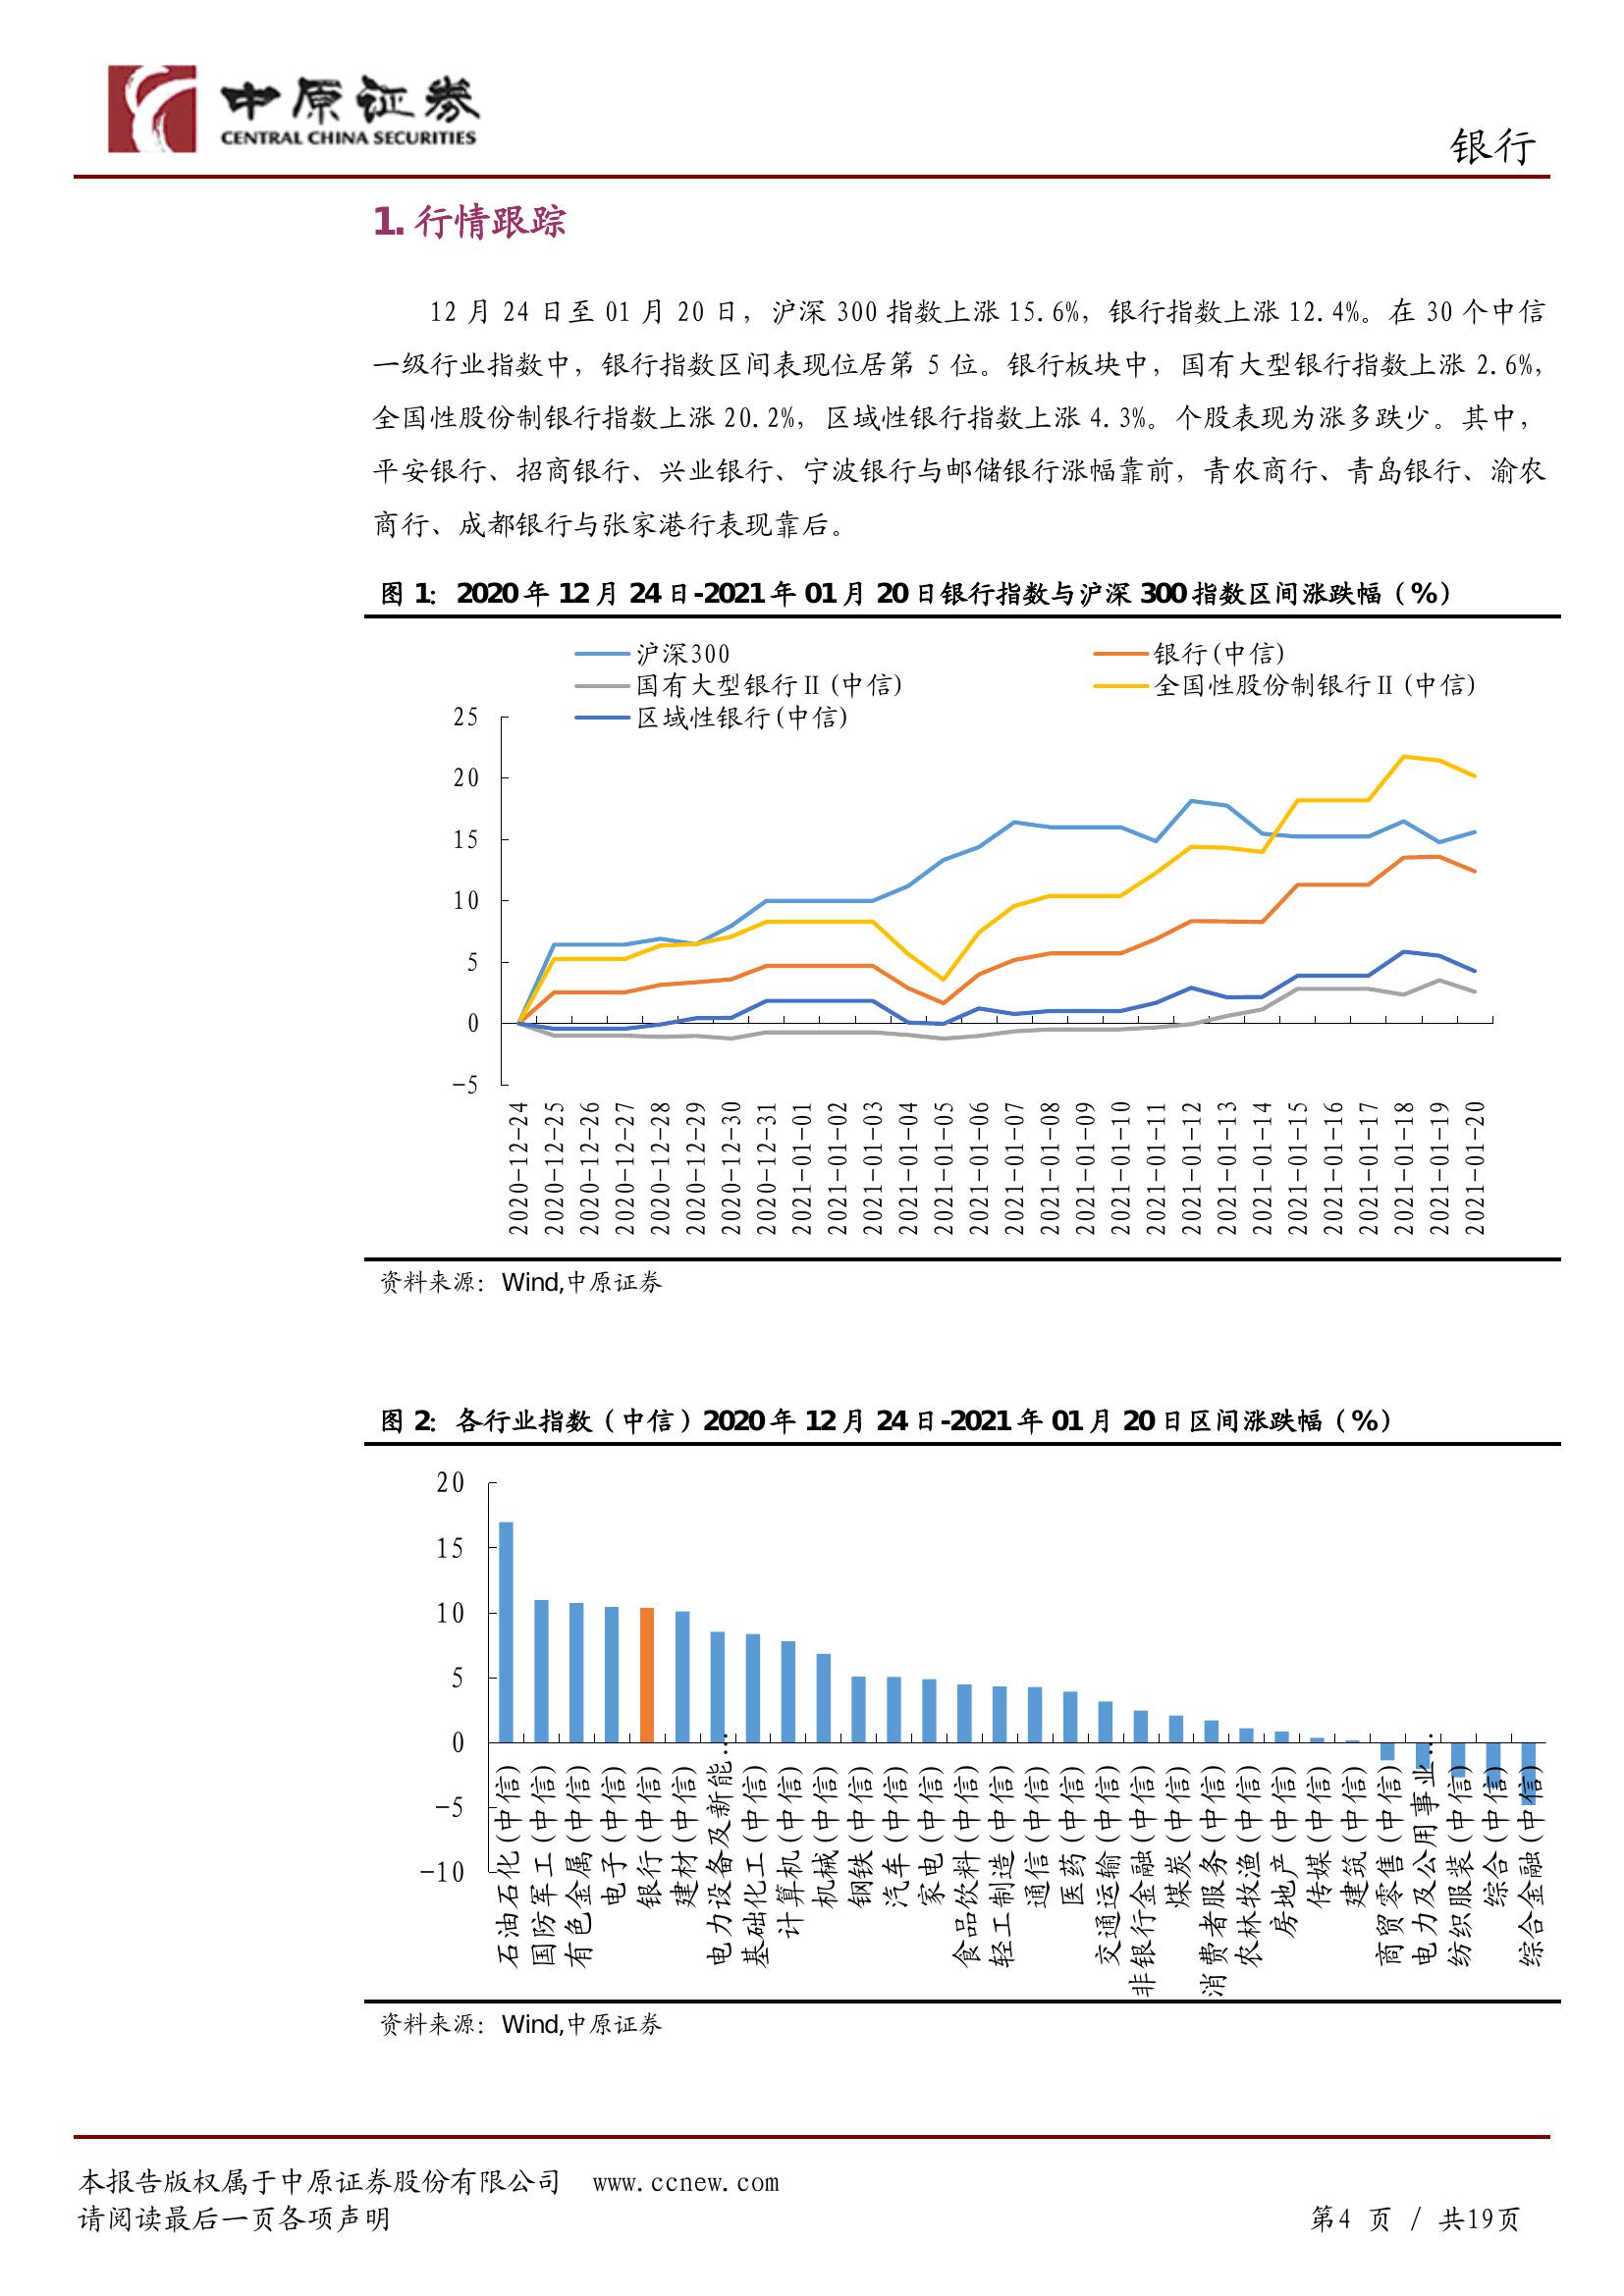 中原证券
CENTRAL CHINA SECURITIES
银行
1. 行情跟踪
12 月 24 日至 01 月 20 日，沪深 300 指数上涨 15.6%，银行指数上涨 12.4%。在 30 个中信
一级行业指数中，银行指数区间表现位居第 5 位。银行板块中，国有大型银行指数上涨 2.6%,
全国性股份制银行指数上涨 20.2%，区域性银行指数上涨 4.3%。个股表现为涨多跌少。其中，
平安银行、招商银行、兴业银行、宁波银行与邮储银行涨幅靠前，青农商行、青岛银行、渝农
商行、成都银行与张家港行表现靠后。
图 1： 2020 年 12 月 24 日-2021 年 01 月 20 日银行指数与沪深 300 指数区间涨跌幅（%）
沪深300
银行(中信)
国有大型银行Ⅱ(中信)
全国性股份制银行Ⅱ(中信)
区域性银行(中信)
25
20
15
10
5
0
-5
2020-12-24
2020-12-25
2020-12-26
2020-12-27
2020-12-28
2020-12-29
2020-12-30
2020-12-31
2021-01-01
2021-01-02
2021-01-03
2021-01-04
2021-01-05
2021-01-06
2021-01-07
2021-01-08
2021-01-09
2021-01-10
2021-01-11
2021-01-12
2021-01-13
2021-01-14
2021-01-15
2021-01-16
2021-01-17
2021-01-18
2021-01-19
2021-01-20
资料来源：Wind,中原证券
图 2：各行业指数（中信）2020 年 12 月 24 日-2021 年 01 月 20 日区间涨跌幅（%）
20
15
10
5
0
-5
-10
石油石化(中信)
国防军工(中信)
有色金属(中信)
电子(中信)
银行(中信)
建材(中信)
电力设备及新能…
基础化工(中信)
计算机(中信)
机械(中信)
钢铁(中信)
汽车(中信)
家电(中信)
食品饮料(中信)
轻工制造(中信)
通信(中信)
医药(中信)
交通运输(中信)
非银行金融(中信)
煤炭(中信)
消费者服务(中信)
农林牧渔(中信)
房地产(中信)
传媒(中信)
建筑(中信)
商贸零售(中信)
电力及公用事业…
纺织服装(中信)
综合(中信)
综合金融(中信)
资料来源：Wind,中原证券
本报告版权属于中原证券股份有限公司 www.ccnew.com
请阅读最后一页各项声明
第4 页 / 共19页